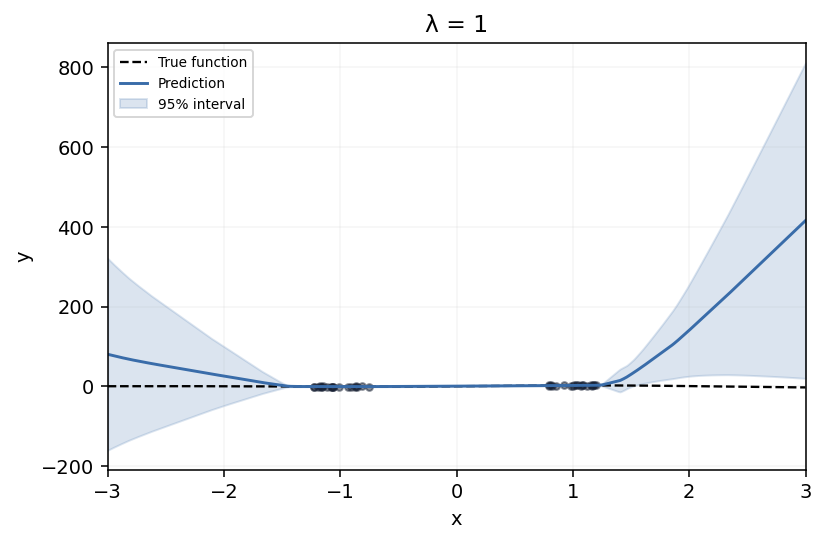 λ = 1
True function
Prediction
95% interval
800
600
400
200
0
−200
y
−3
−2
−1
0
1
2
3
x